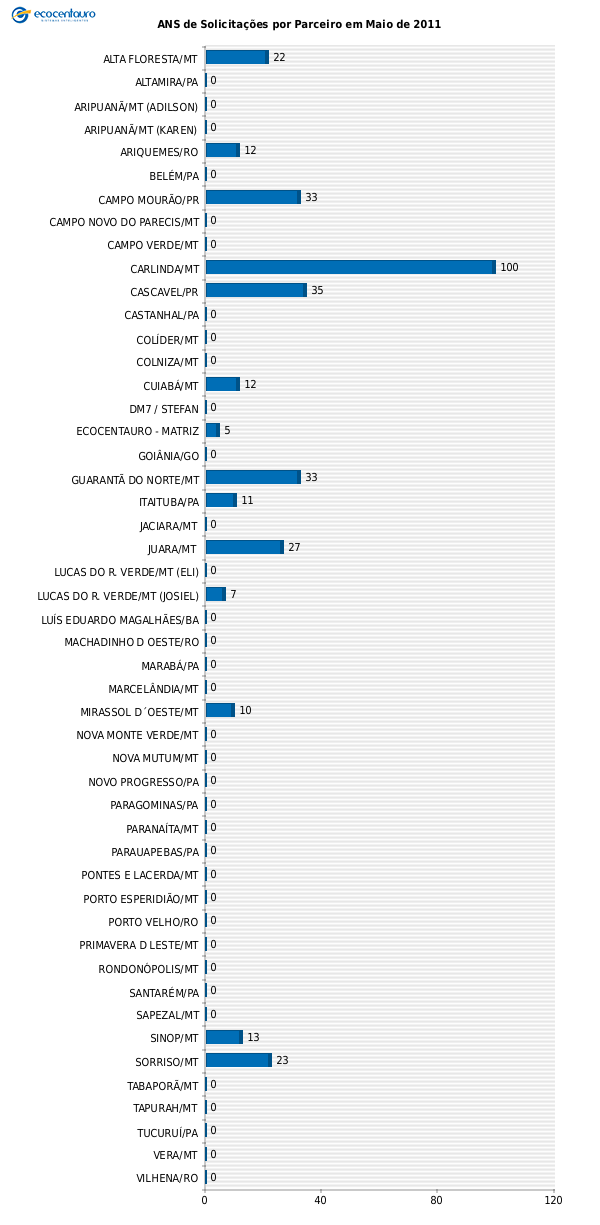 ecocentauro
ANS de Solicitações por Parceiro em Maio de 2011
ALTA FLORESTA/MT 22
ALTAMIRA/PA 0
ARIPUANÃ/MT (ADILSON) 0
ARIPUANÃ/MT (KAREN) 0
ARIQUEMES/RO 12
BELÉM/PA 0
CAMPO MOURÃO/PR 33
CAMPO NOVO DO PARECIS/MT 0
CAMPO VERDE/MT 0
CARLINDA/MT 100
CASCAVEL/PR 35
CASTANHAL/PA 0
COLÍDER/MT 0
COLNIZA/MT 0
CUIABÁ/MT 12
DM7 / STEFAN 0
ECOCENTAURO - MATRIZ 5
GOIÂNIA/GO 0
GUARANTÃ DO NORTE/MT 33
ITAITUBA/PA 11
JACIARA/MT 0
JUARA/MT 27
LUCAS DO R. VERDE/MT (ELI) 0
LUCAS DO R. VERDE/MT (JOSIEL) 7
LUÍS EDUARDO MAGALHÃES/BA 0
MACHADINHO D OESTE/RO 0
MARABÁ/PA 0
MARCELÂNDIA/MT 0
MIRASSOL D´OESTE/MT 10
NOVA MONTE VERDE/MT 0
NOVA MUTUM/MT 0
NOVO PROGRESSO/PA 0
PARAGOMINAS/PA 0
PARANAÍTA/MT 0
PARAUAPEBAS/PA 0
PONTES E LACERDA/MT 0
PORTO ESPERIDIÃO/MT 0
PORTO VELHO/RO 0
PRIMAVERA D LESTE/MT 0
RONDONÓPOLIS/MT 0
SANTARÉM/PA 0
SAPEZAL/MT 0
SINOP/MT 13
SORRISO/MT 23
TABAPORÃ/MT 0
TAPURAH/MT 0
TUCURUÍ/PA 0
VERA/MT 0
VILHENA/RO 0
0 40 80 120